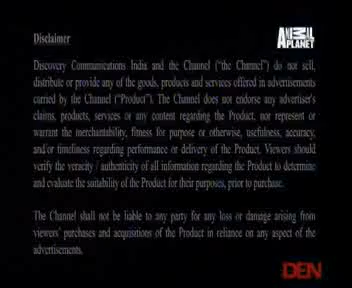 Disclaimer
ANIMAL
PLANET
Discovery Communications India and the Channel ("the Channel") do not sell,
distribute or provide any of the goods, products and services offered in advertisements
carried by the Channel ("Product"). The Channel does not endorse any advertiser's
claims, products, services or any content regarding the Product, nor represent or
warrant the merchantability, fitness for purpose or otherwise, usefulness, accuracy,
and/or timeliness regarding performance or delivery of the Product. Viewers should
verify the veracity / authenticity of all information regarding the Product to determine
and evaluate the suitability of the Product for their purposes, prior to purchase.
The Channel shall not be liable to any party for any loss or damage arising from
viewers' purchases and acquisitions of the Product in reliance on any aspect of the
advertisements.
DEN